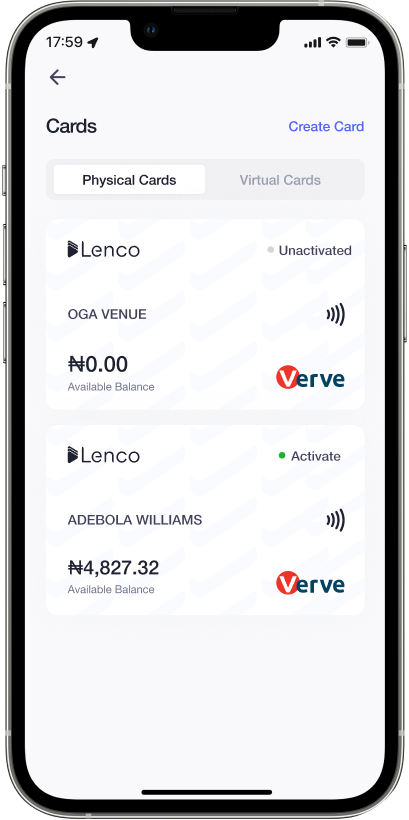 17:59
Cards
Create Card
Physical Cards
Virtual Cards
Lenco
Unactivated
OGA VENUE
₦0.00
Available Balance
Verve
Lenco
Activate
ADEBOLA WILLIAMS
₦4,827.32
Available Balance
Verve